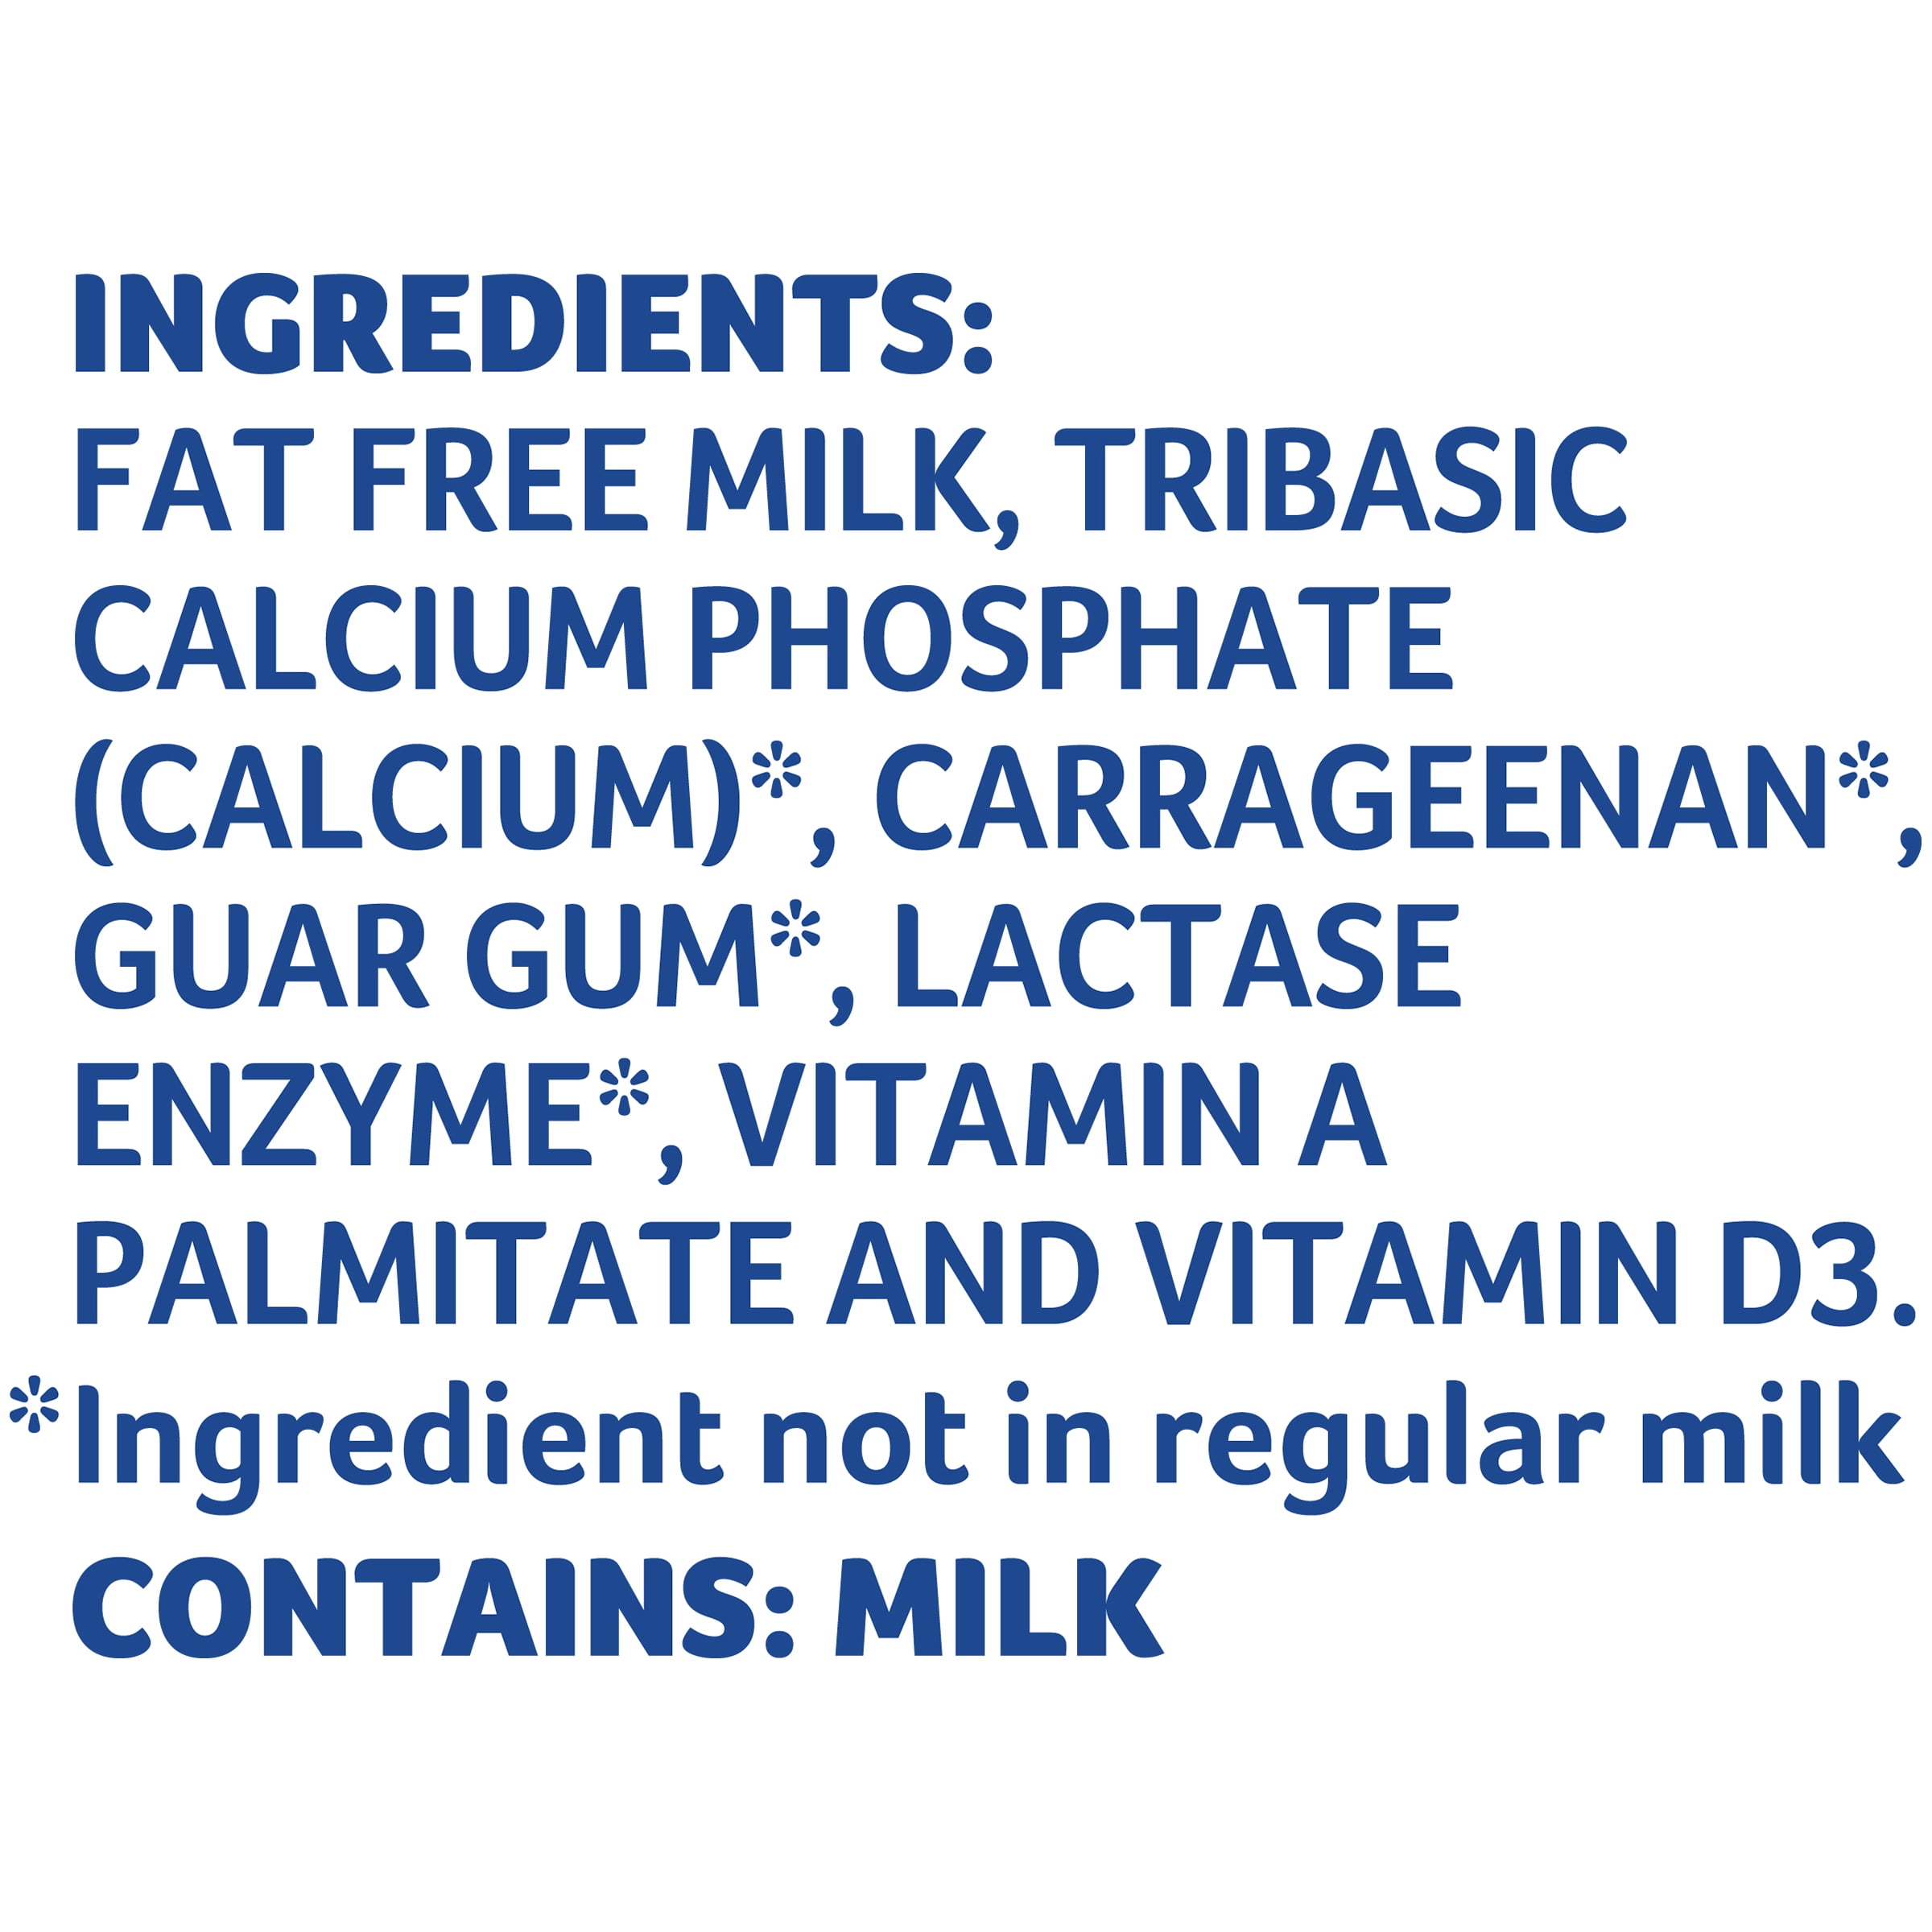 INGREDIENTS:
FAT FREE MILK, TRIBASIC
CALCIUM PHOSPHATE
(CALCIUM)*, CARRAGEENAN*,
GUAR GUM*, LACTASE
ENZYME*, VITAMIN A
PALMITATE AND VITAMIN D3.
*Ingredient not in regular milk
CONTAINS: MILK